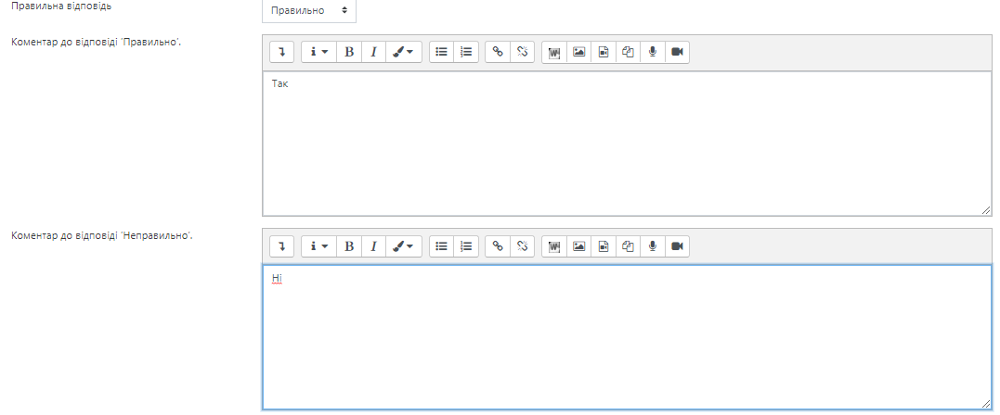 Правильна відповідь
Правильно
Коментар до відповіді 'Правильно'.
Так
Коментар до відповіді 'Неправильно'.
Ні